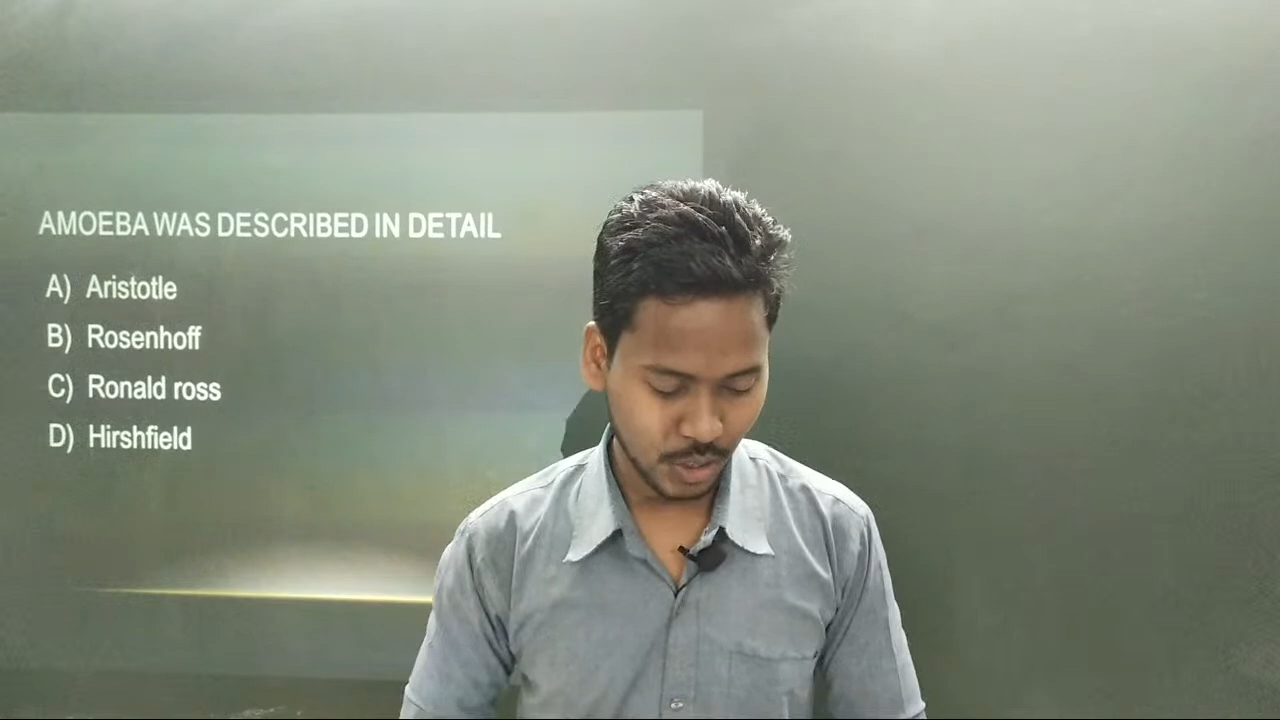 AMOEBA WAS DESCRIBED IN DETAIL
A) Aristotle
B) Rosenhoff
C) Ronald ross
D) Hirshfield